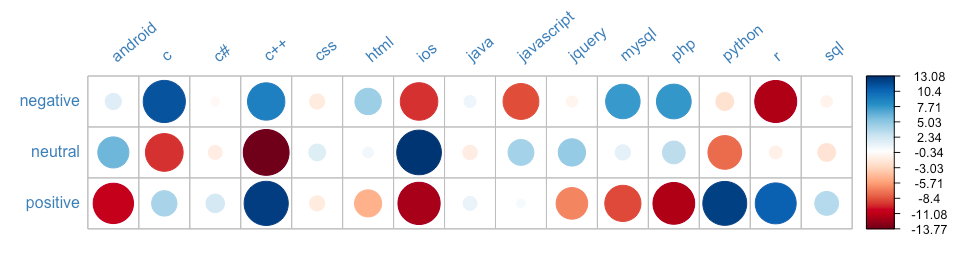 android c c# c++ css html ios java javascript jquery mysql php python r sql
negative
neutral
positive
13.08
10.4
7.71
5.03
2.34
-0.34
-3.03
-5.71
-8.4
-11.08
-13.77